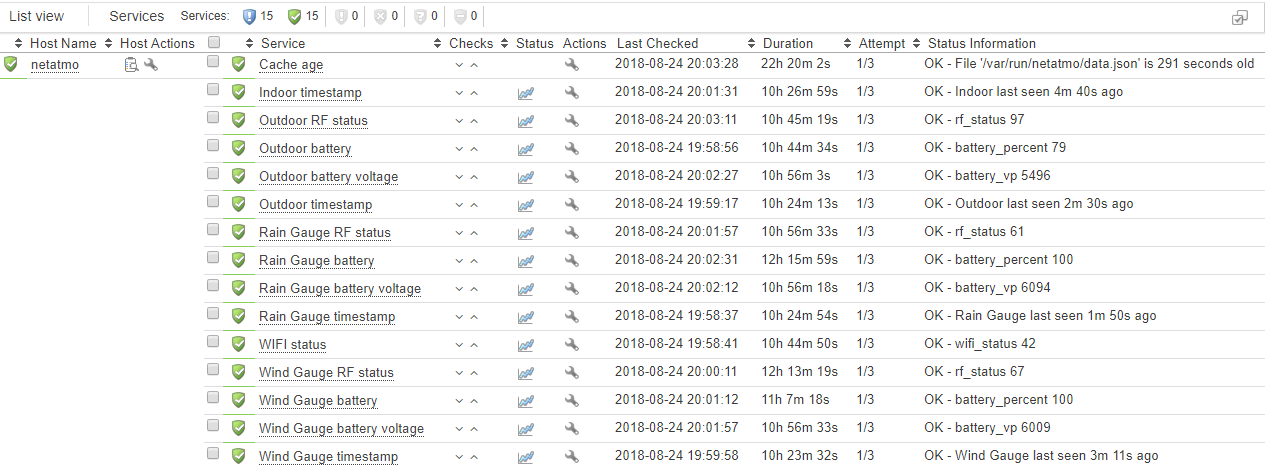 List view Services Services: 15 15 0 0 0 0
Host Name Host Actions Service Checks Status Actions Last Checked Duration Attempt Status Information
netatmo Cache age 2018-08-24 20:03:28 22h 20m 2s 1/3 OK - File '/var/run/netatmo/data.json' is 291 seconds old
Indoor timestamp 2018-08-24 20:01:31 10h 26m 59s 1/3 OK - Indoor last seen 4m 40s ago
Outdoor RF status 2018-08-24 20:03:11 10h 45m 19s 1/3 OK - rf_status 97
Outdoor battery 2018-08-24 19:58:56 10h 44m 34s 1/3 OK - battery_percent 79
Outdoor battery voltage 2018-08-24 20:02:27 10h 56m 3s 1/3 OK - battery_vp 5496
Outdoor timestamp 2018-08-24 19:59:17 10h 24m 13s 1/3 OK - Outdoor last seen 2m 30s ago
Rain Gauge RF status 2018-08-24 20:01:57 10h 56m 33s 1/3 OK - rf_status 61
Rain Gauge battery 2018-08-24 20:02:31 12h 15m 59s 1/3 OK - battery_percent 100
Rain Gauge battery voltage 2018-08-24 20:02:12 10h 56m 18s 1/3 OK - battery_vp 6094
Rain Gauge timestamp 2018-08-24 19:58:37 10h 24m 54s 1/3 OK - Rain Gauge last seen 1m 50s ago
WIFI status 2018-08-24 19:58:41 10h 44m 50s 1/3 OK - wifi_status 42
Wind Gauge RF status 2018-08-24 20:00:11 12h 13m 19s 1/3 OK - rf_status 67
Wind Gauge battery 2018-08-24 20:01:12 11h 7m 18s 1/3 OK - battery_percent 100
Wind Gauge battery voltage 2018-08-24 20:01:57 10h 56m 33s 1/3 OK - battery_vp 6009
Wind Gauge timestamp 2018-08-24 19:59:58 10h 23m 32s 1/3 OK - Wind Gauge last seen 3m 11s ago